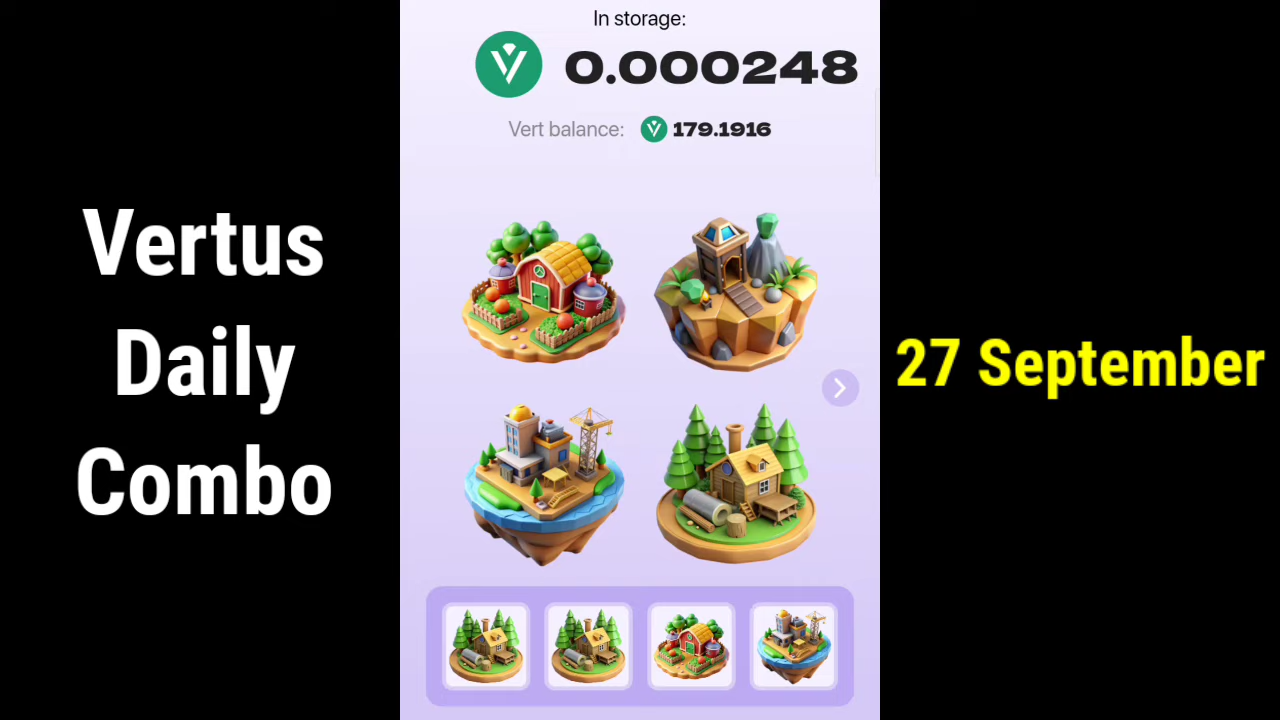 In storage:
0.000248
Vert balance: 179.1916
Vertus
Daily
Combo
27 September